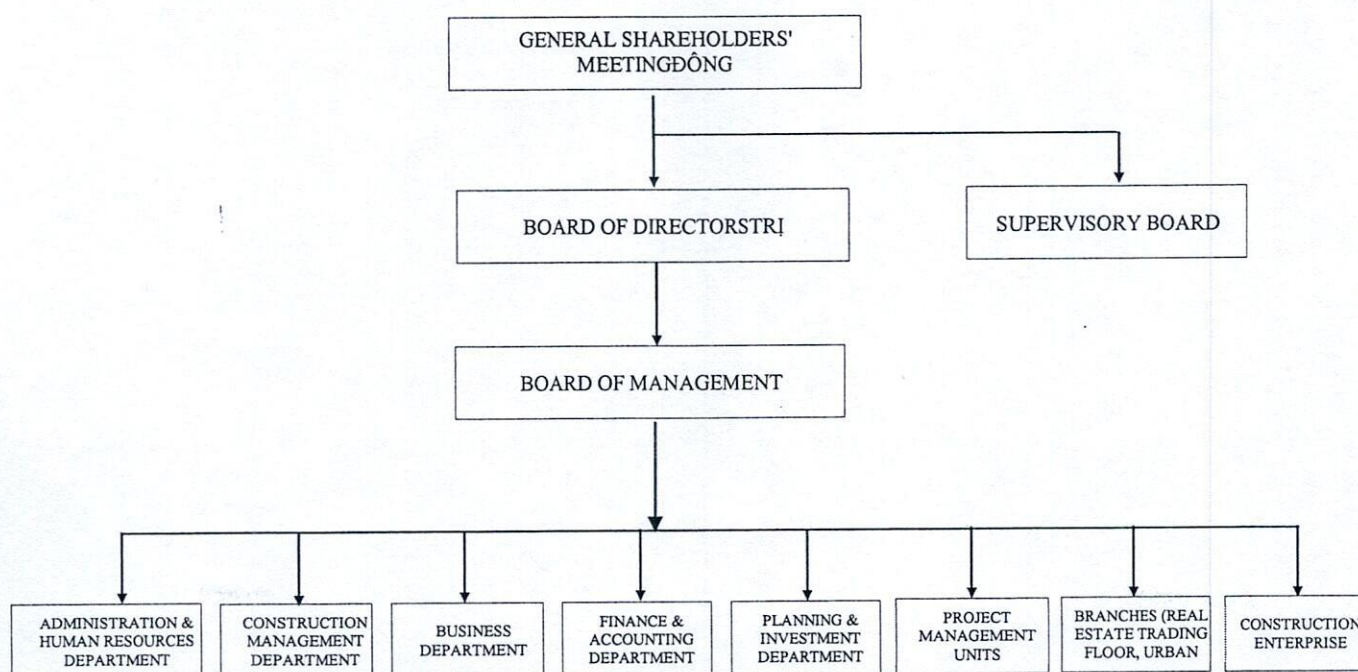 GENERAL SHAREHOLDERS'
MEETINGĐÔNG
BOARD OF DIRECTORSTRỊ
SUPERVISORY BOARD
BOARD OF MANAGEMENT
ADMINISTRATION &
HUMAN RESOURCES
DEPARTMENT
CONSTRUCTION
MANAGEMENT
DEPARTMENT
BUSINESS
DEPARTMENT
FINANCE &
ACCOUNTING
DEPARTMENT
PLANNING &
INVESTMENT
DEPARTMENT
PROJECT
MANAGEMENT
UNITS
BRANCHES (REAL
ESTATE TRADING
FLOOR, URBAN
CONSTRUCTION
ENTERPRISE